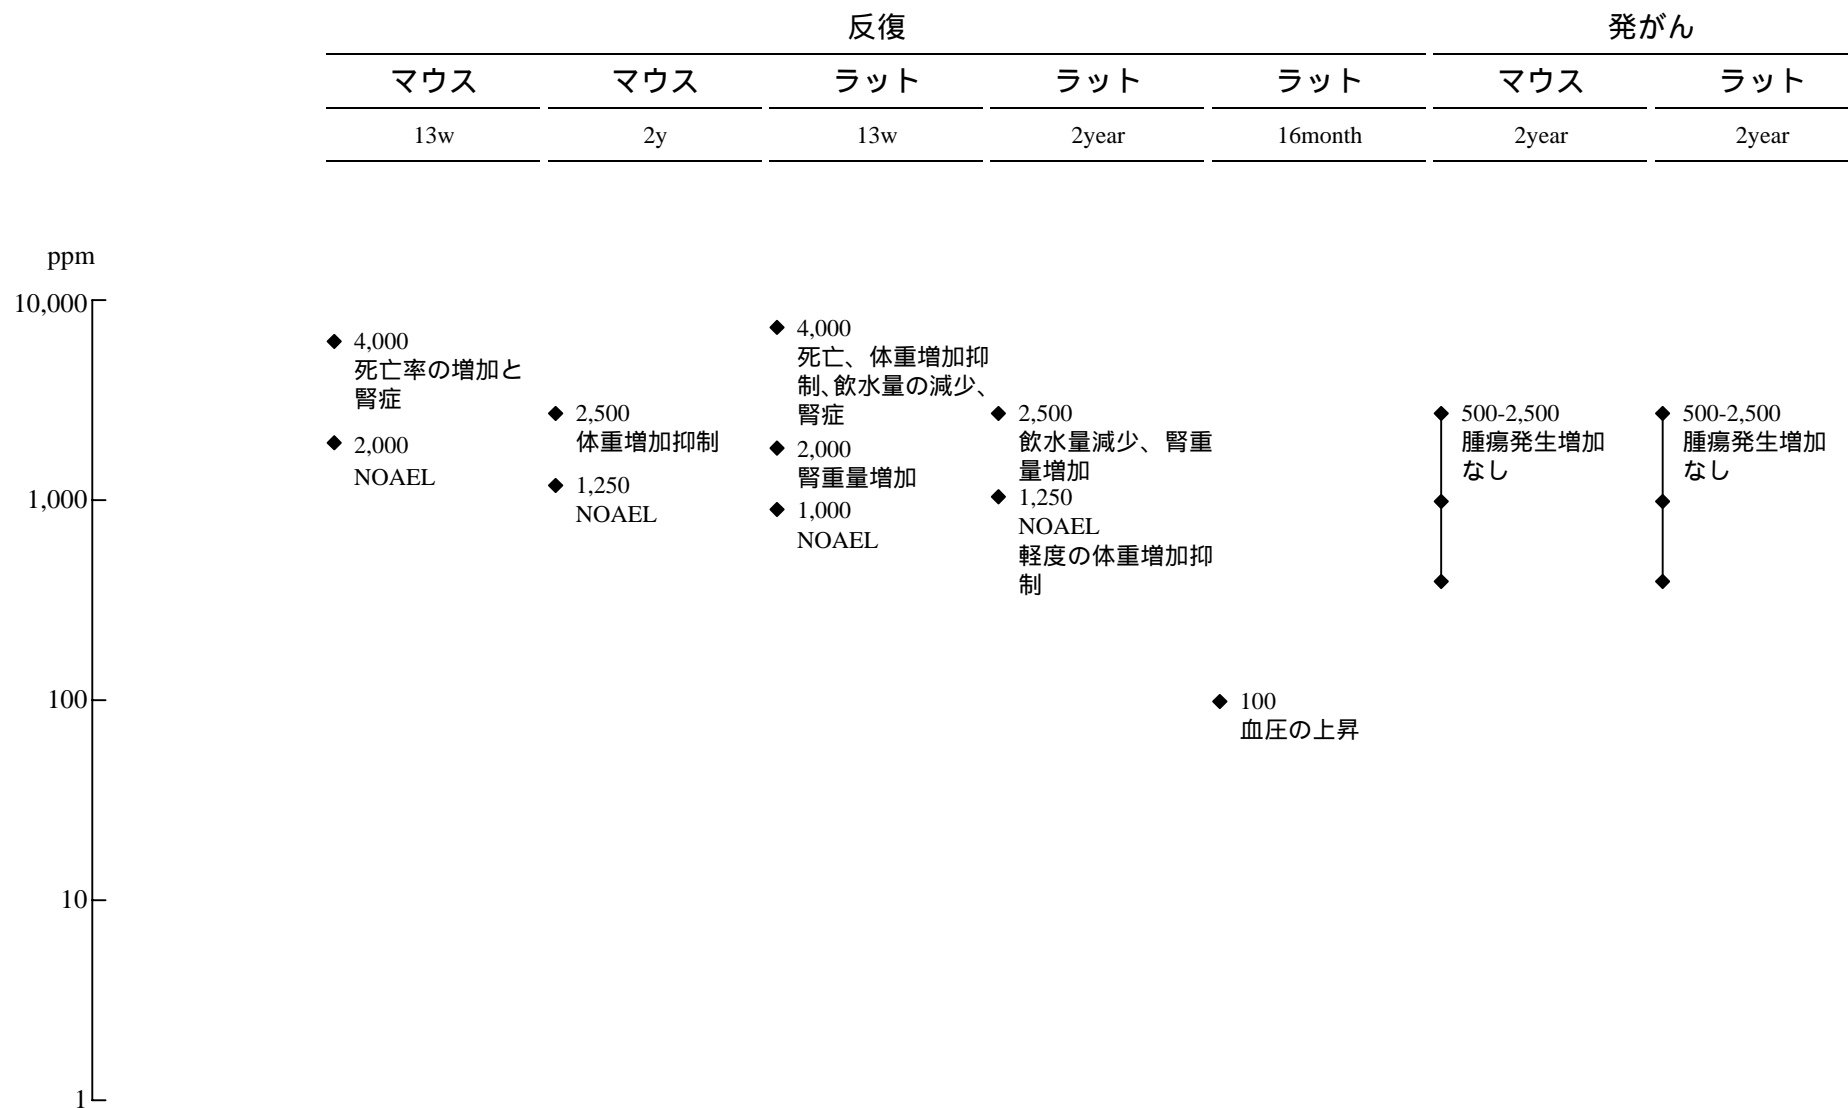 反復
発がん
マウス
マウス
ラット
ラット
ラット
マウス
ラット
13w
2y
13w
2year
16month
2year
2year
ppm
10,000
1,000
100
10
1
4,000
死亡率の増加と
腎症
2,000
NOAEL
2,500
体重増加抑制
1,250
NOAEL
4,000
死亡、体重増加抑
制、飲水量の減少、
腎症
2,000
腎重量増加
1,000
NOAEL
2,500
飲水量減少、腎重
量増加
1,250
NOAEL
軽度の体重増加抑
制
100
血圧の上昇
500-2,500
腫瘍発生増加
なし
500-2,500
腫瘍発生増加
なし